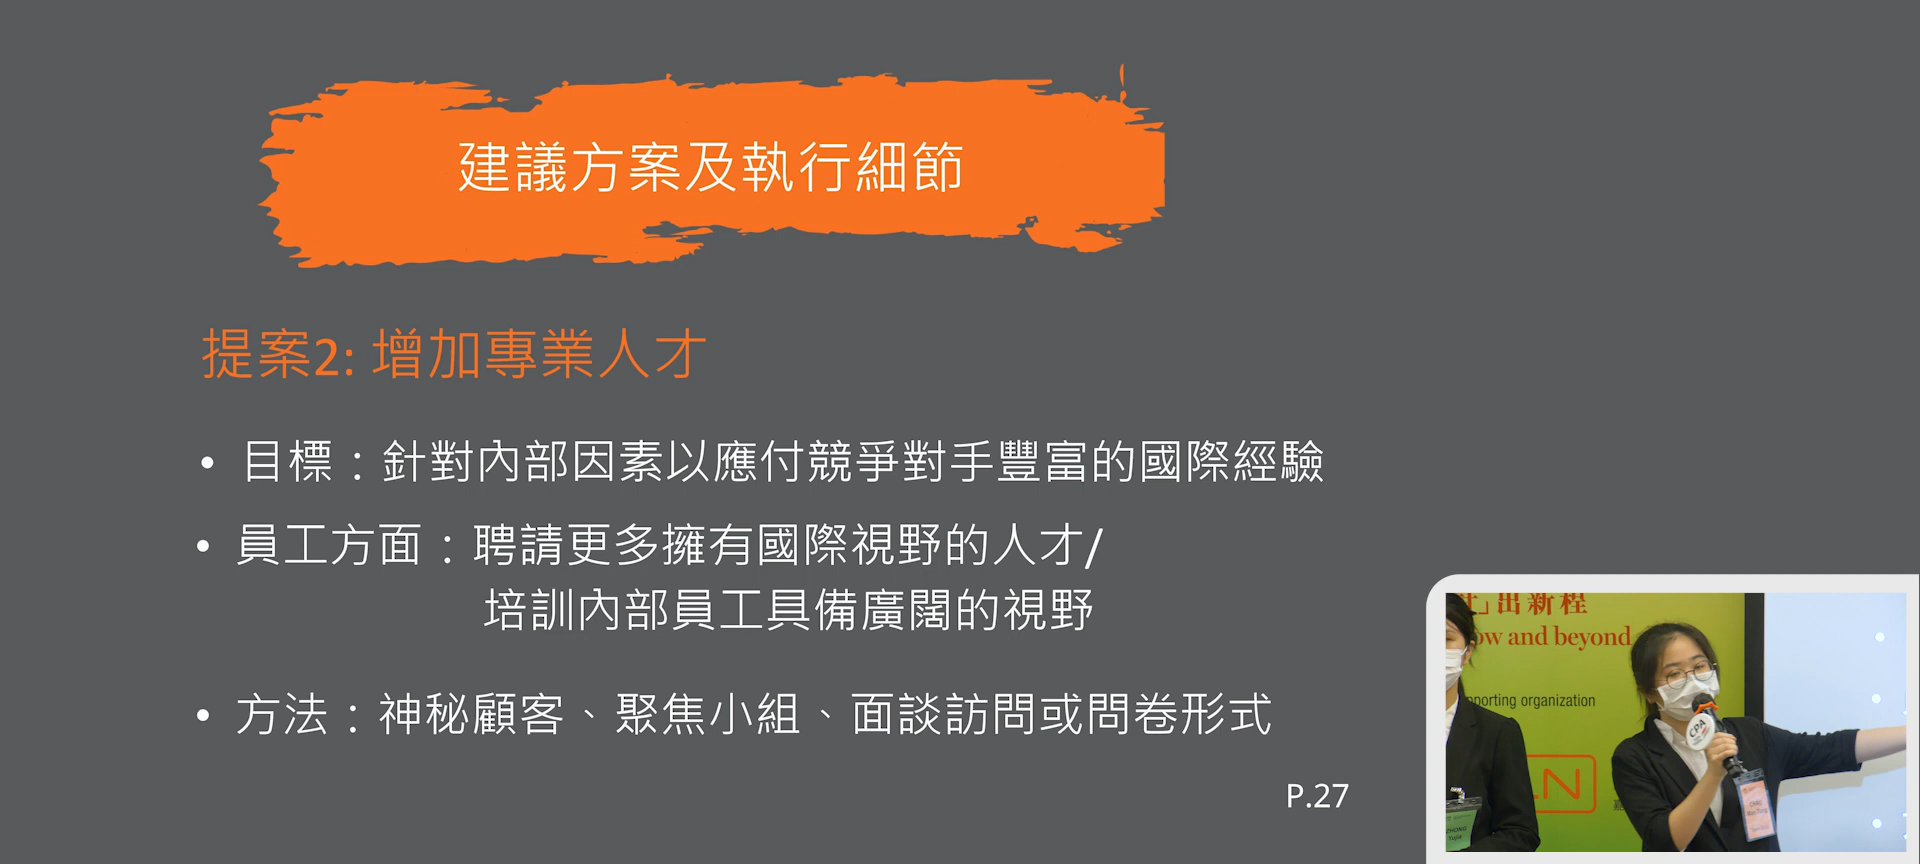 建議方案及執行細節
提案2: 增加專業人才
• 目標：針對內部因素以應付競爭對手豐富的國際經驗
• 員工方面：聘請更多擁有國際視野的人才/
培訓內部員工具備廣闊的視野
• 方法：神秘顧客、聚焦小組、面談訪問或問卷形式
P.27
」出新程
ow and beyond
porting organization
LN
CPA
ZHONG